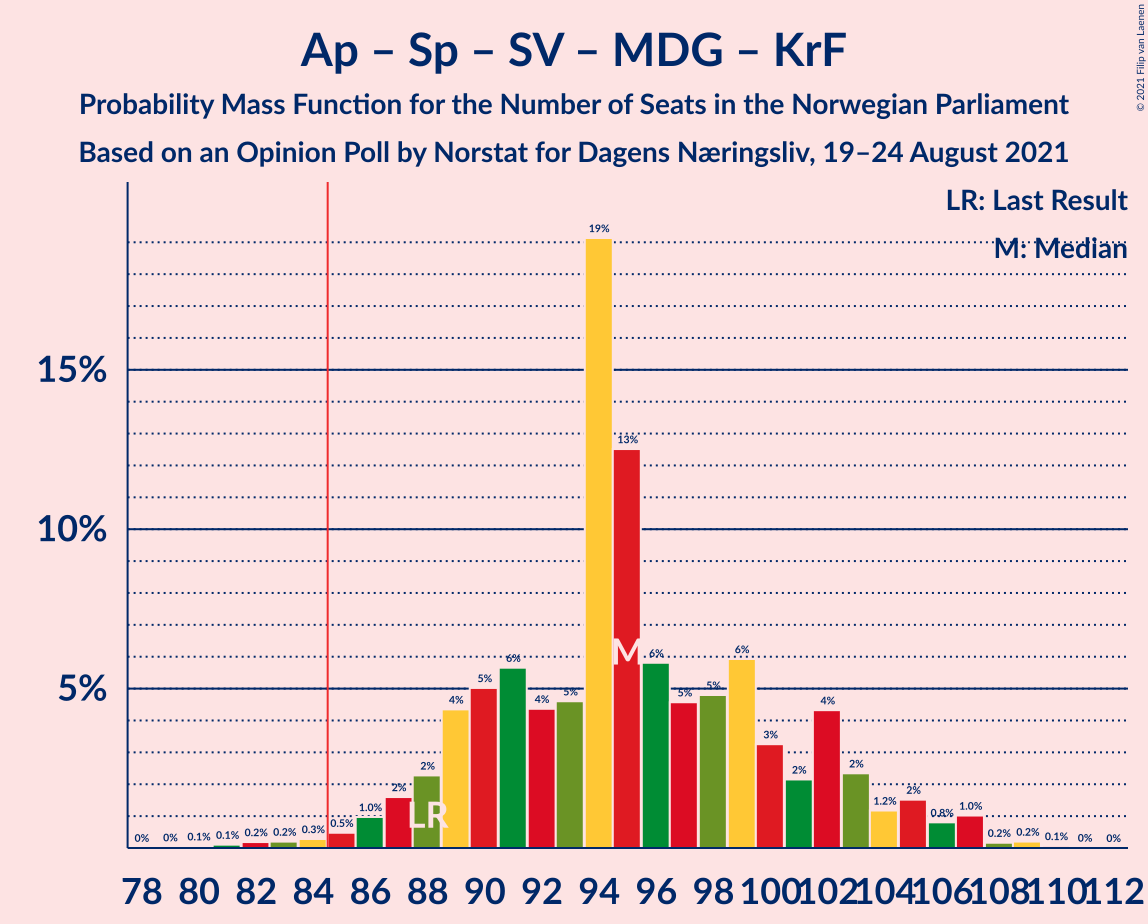 Ap – Sp – SV – MDG – KrF
Probability Mass Function for the Number of Seats in the Norwegian Parliament
Based on an Opinion Poll by Norstat for Dagens Næringsliv, 19–24 August 2021
© 2021 Filip van Laenen
LR: Last Result
M: Median
15%
10%
5%
0% 0% 0.1% 0.1% 0.2% 0.2% 0.3% 0.5% 1.0% 2% 2% 4% 5% 6% 4% 5% 19% 13% 6% 5% 5% 6% 3% 2% 4% 2% 1.2% 2% 0.8% 1.0% 0.2% 0.2% 0.1% 0% 0%
M
LR
78 80 82 84 86 88 90 92 94 96 98 100 102 104 106 108 110 112